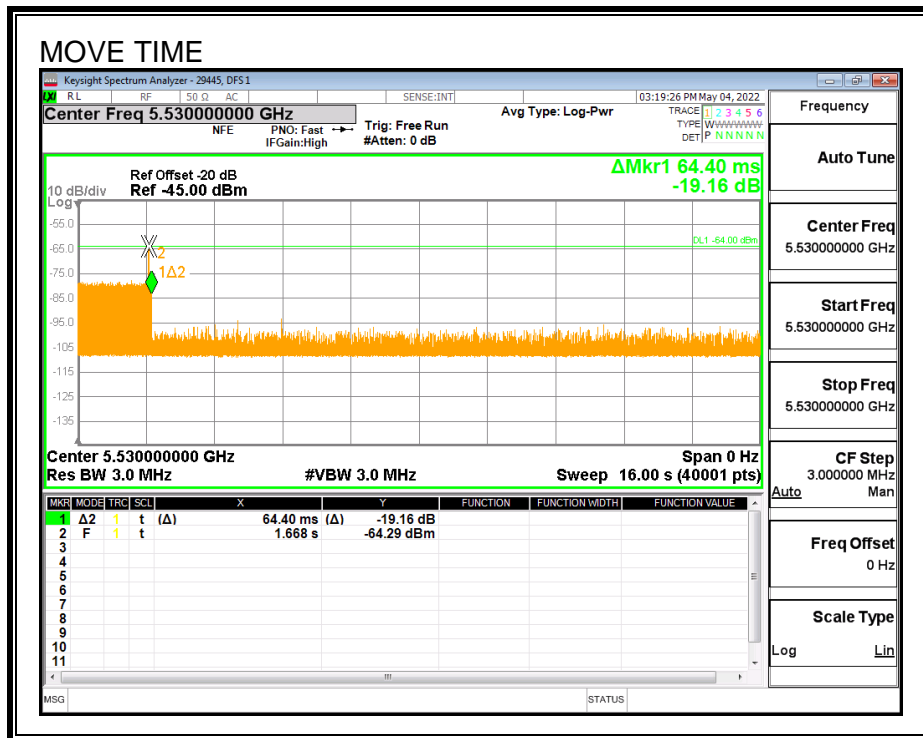 MOVE TIME
Keysight Spectrum Analyzer - 29445, DFS 1
LXI RL RF 50 Ω AC SENSE:INT 03:19:26 PM May 04, 2022
Center Freq 5.530000000 GHz Avg Type: Log-Pwr TRACE 1 2 3 4 5 6
NFE PNO: Fast Trig: Free Run TYPE WWWWWW
IFGain:High #Atten: 0 dB DET P N N N N N
ΔMkr1 64.40 ms
-19.16 dB
Ref Offset -20 dB
10 dB/div Ref -45.00 dBm
Log
-55.0
DL1 -64.00 dBm
-65.0
2
-75.0
1Δ2
-85.0
-95.0
-105
-115
-125
-135
Center 5.530000000 GHz Span 0 Hz
Res BW 3.0 MHz #VBW 3.0 MHz Sweep 16.00 s (40001 pts)
MKR MODE TRC SCL X Y FUNCTION FUNCTION WIDTH FUNCTION VALUE
1 Δ2 1 t (Δ) 64.40 ms (Δ) -19.16 dB
2 F 1 t 1.668 s -64.29 dBm
3
4
5
6
7
8
9
10
11
MSG STATUS
Frequency
Auto Tune
Center Freq
5.530000000 GHz
Start Freq
5.530000000 GHz
Stop Freq
5.530000000 GHz
CF Step
3.000000 MHz
Auto Man
Freq Offset
0 Hz
Scale Type
Log Lin